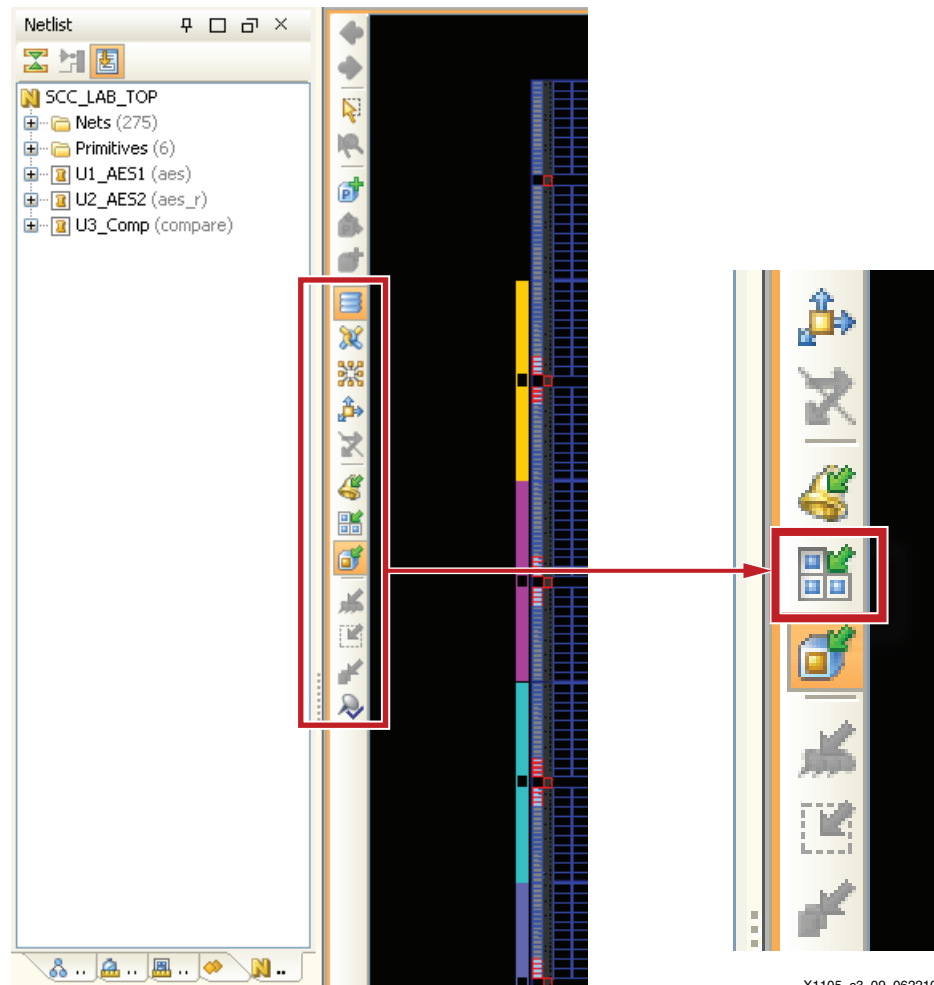 Netlist
SCC_LAB_TOP
Nets (275)
Primitives (6)
U1_AES1 (aes)
U2_AES2 (aes_r)
U3_Comp (compare)